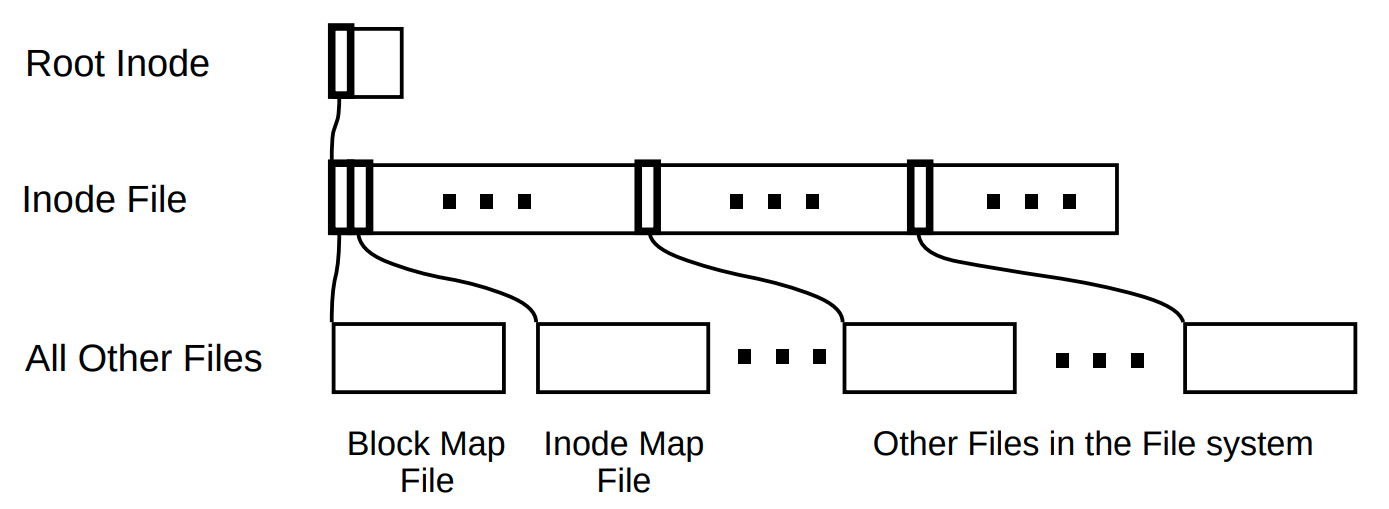 Root Inode
Inode File
All Other Files
Block Map
File
Inode Map
File
Other Files in the File system